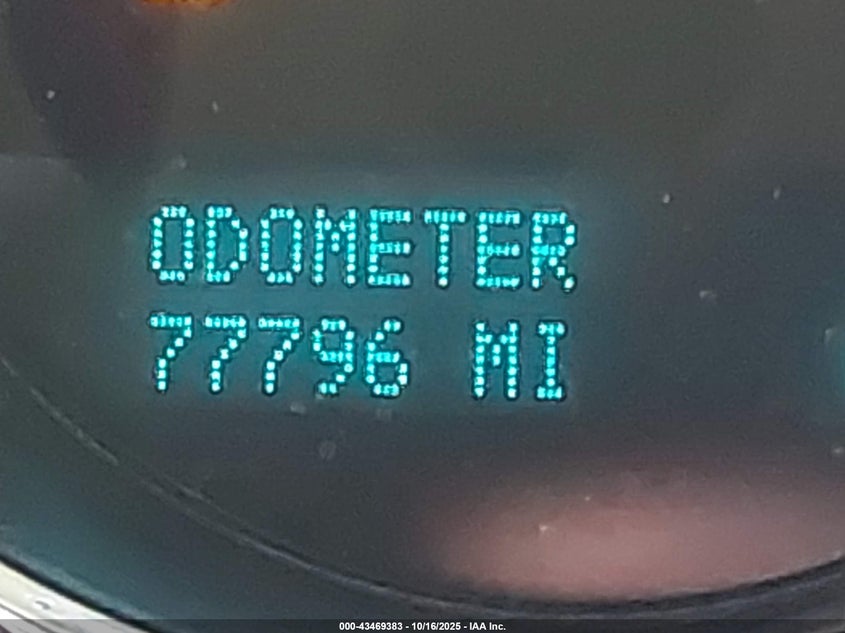 ODOMETER
77796 MI
000-43469383 - 10/16/2025 - IAA Inc.